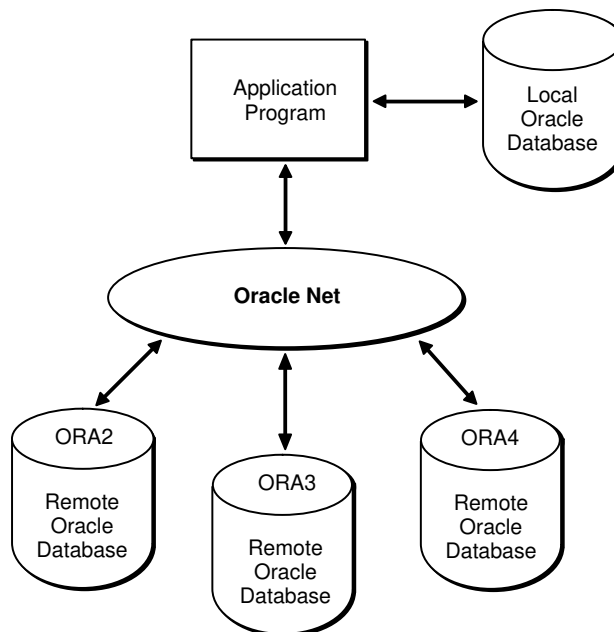 Application
Program
Local
Oracle
Database
Oracle Net
ORA2
Remote
Oracle
Database
ORA3
Remote
Oracle
Database
ORA4
Remote
Oracle
Database